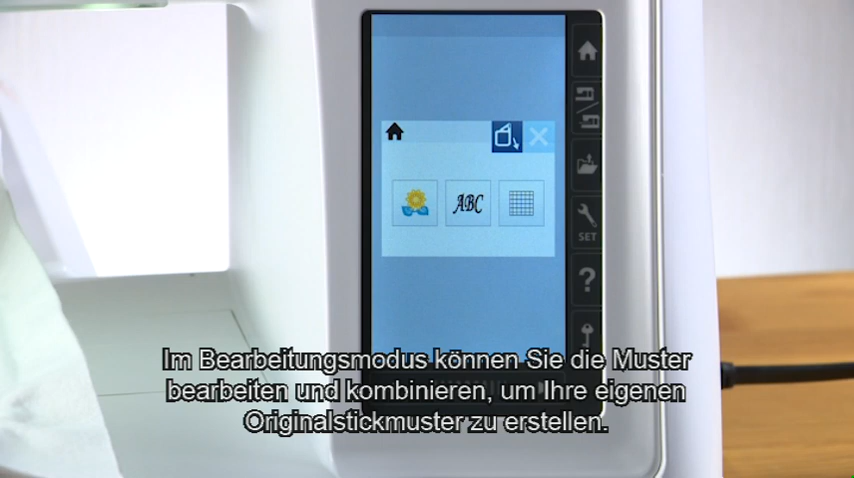 ABC
SET
?
Im Bearbeitungsmodus können Sie die Muster
bearbeiten und kombinieren, um Ihre eigenen
Originalstickmuster zu erstellen.